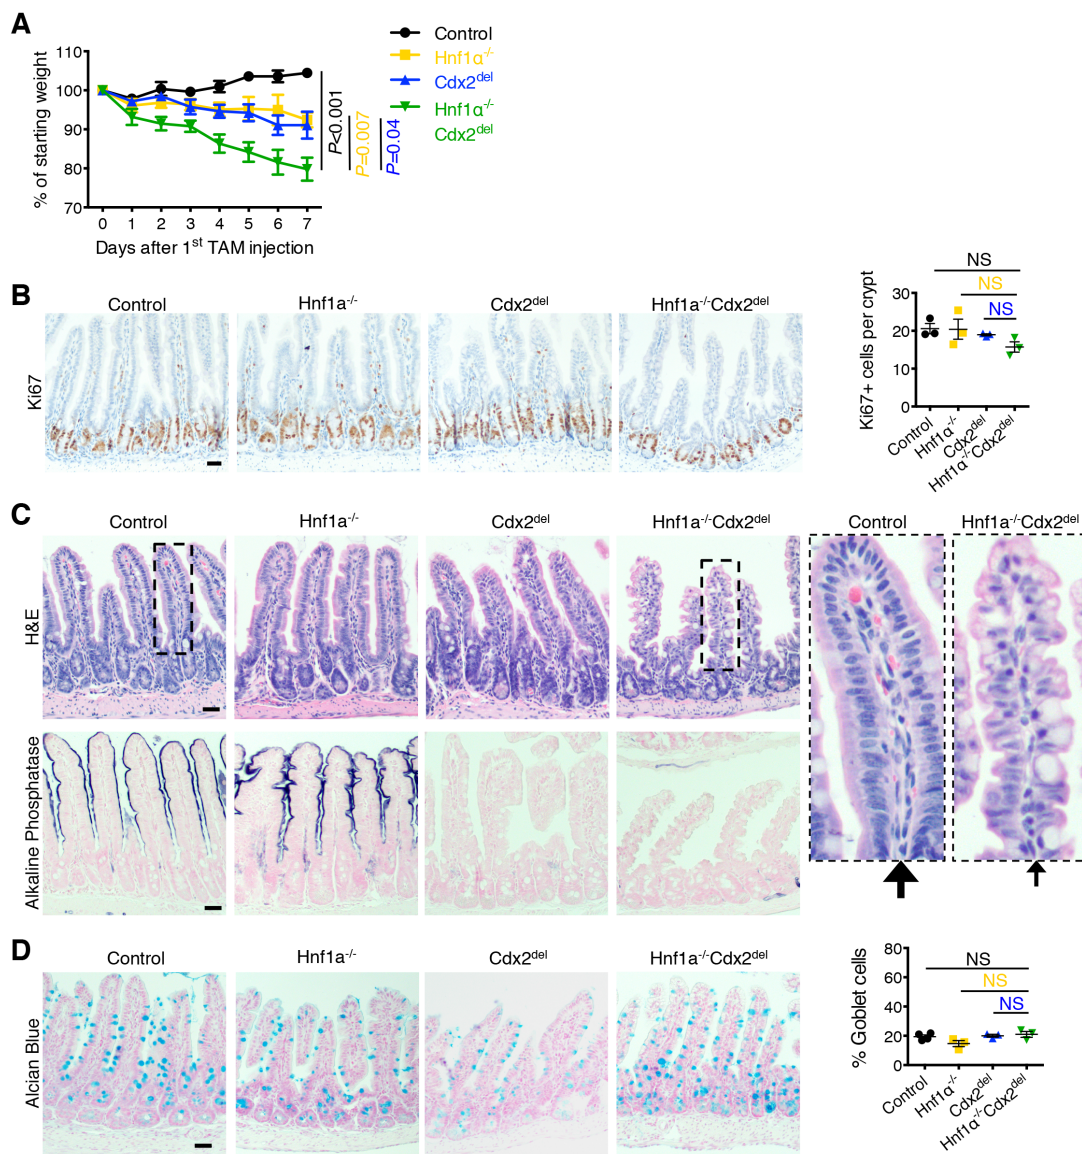 A
Control
Hnf1α-/-
Cdx2del
Hnf1α-/-
Cdx2del
110
100
90
80
70
% of starting weight
0 1 2 3 4 5 6 7
Days after 1st TAM injection
P<0.001
P=0.007
P=0.04
B
Control
Hnf1a-/-
Cdx2del
Hnf1a-/-Cdx2del
Ki67
NS
NS
NS
30
20
10
0
Ki67+ cells per crypt
Control
Hnf1α-/-
Cdx2del
Hnf1α-/-Cdx2del
C
Control
Hnf1a-/-
Cdx2del
Hnf1a-/-Cdx2del
Control
Hnf1a-/-Cdx2del
H&E
Alkaline Phosphatase
D
Control
Hnf1a-/-
Cdx2del
Hnf1a-/-Cdx2del
Alcian Blue
80
60
40
20
0
% Goblet cells
NS
NS
NS
Control
Hnf1α-/-
Cdx2del
Hnf1α-/-Cdx2del